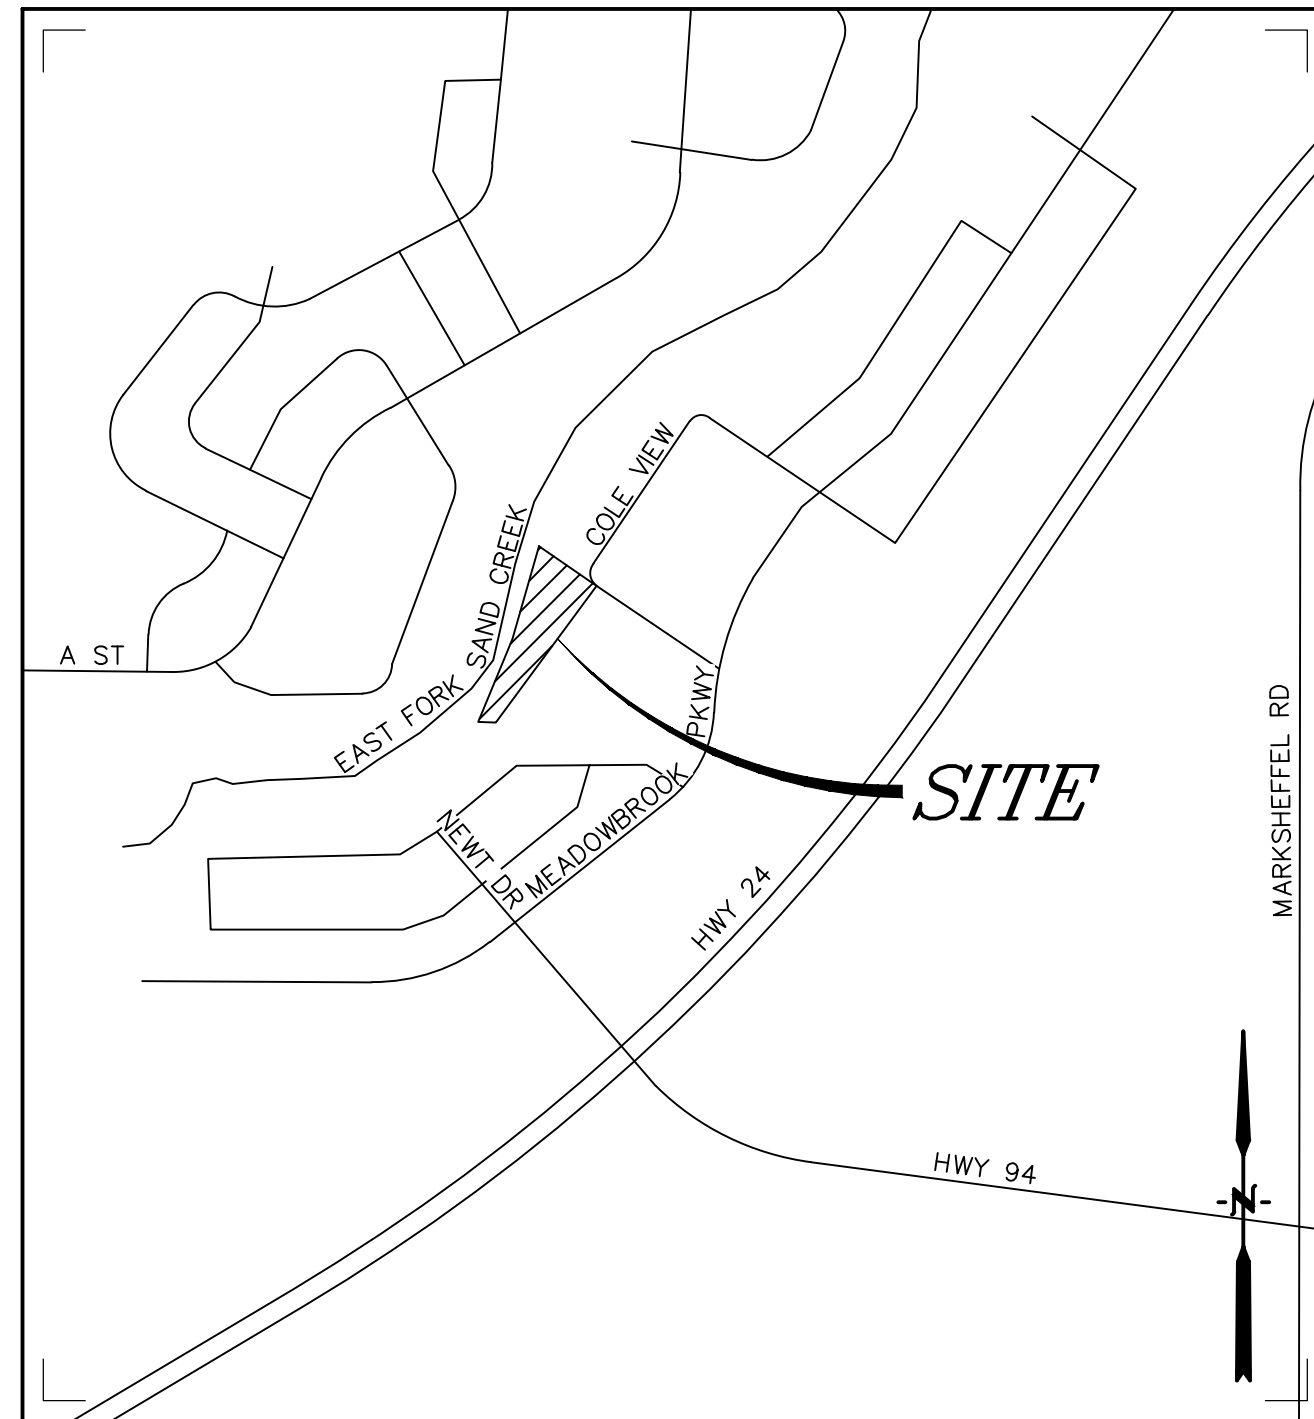 COLE VIEW
EAST FORK SAND CREEK
A ST
PKWY.
MEADOWBROOK
NEWT DR
SITE
MARKSHEFFEL RD
HWY 24
HWY 94
-N-